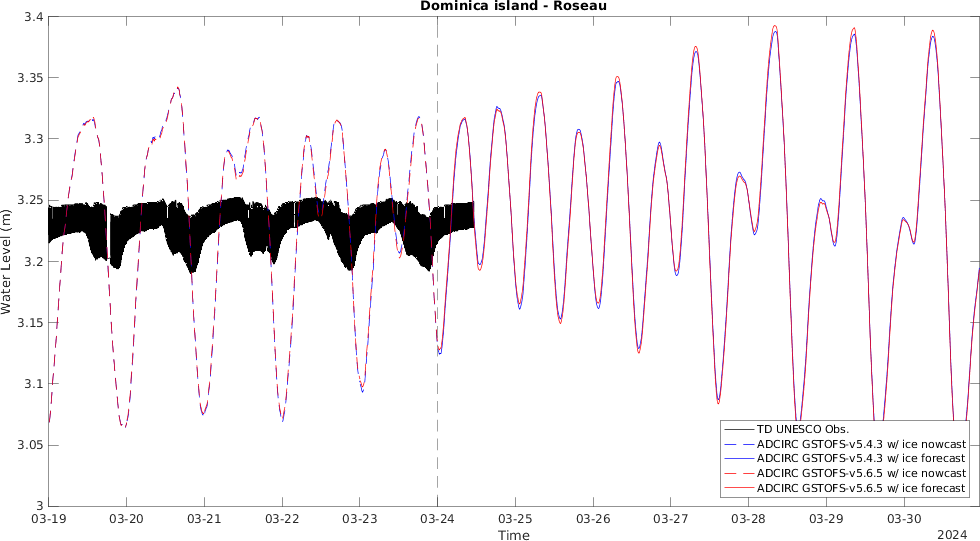 Dominica island - Roseau
3.4
3.35
3.3
3.25
3.2
3.15
3.1
3.05
3
Water Level (m)
03-19 03-20 03-21 03-22 03-23 03-24 03-25 03-26 03-27 03-28 03-29 03-30
Time
2024
TD UNESCO Obs.
ADCIRC GSTOFS-v5.4.3 w/ ice nowcast
ADCIRC GSTOFS-v5.4.3 w/ ice forecast
ADCIRC GSTOFS-v5.6.5 w/ ice nowcast
ADCIRC GSTOFS-v5.6.5 w/ ice forecast